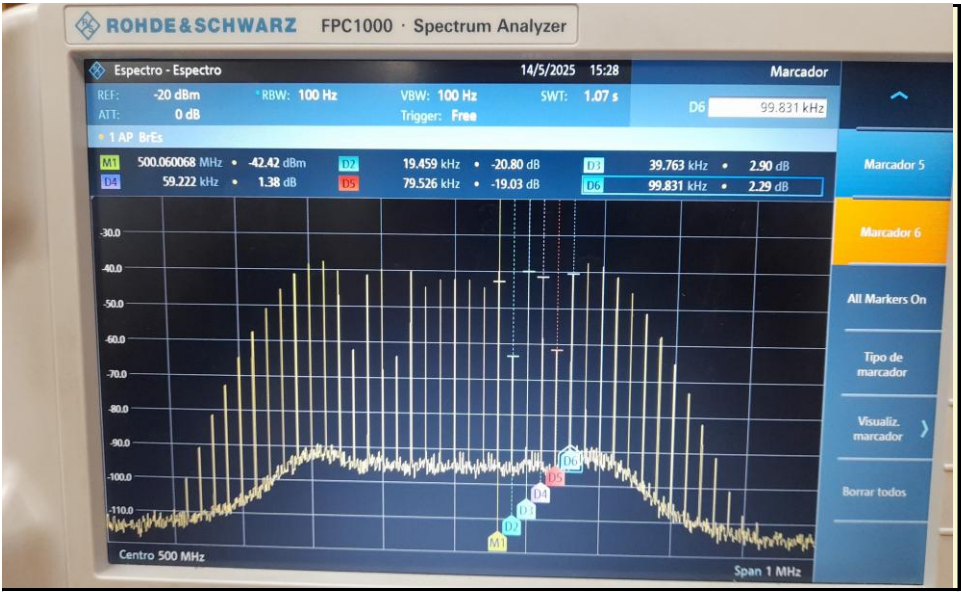 ROHDE&SCHWARZ FPC1000 · Spectrum Analyzer
Espectro - Espectro 14/5/2025 15:28 Marcador
REF: -20 dBm RBW: 100 Hz VBW: 100 Hz SWT: 1.07 s D6 99.831 kHz
ATT: 0 dB Trigger: Free
1 AP BrEs
M1 500.060068 MHz • -42.42 dBm D2 19.459 kHz • -20.80 dB D3 39.763 kHz • 2.90 dB
D4 59.222 kHz • 1.38 dB D5 79.526 kHz • -19.03 dB D6 99.831 kHz • 2.29 dB
Marcador 5
Marcador 6
All Markers On
Tipo de
marcador
Visualiz.
marcador
Borrar todos
-30.0
-40.0
-50.0
-60.0
-70.0
-80.0
-90.0
-100.0
-110.0
D6
D5
D4
D3
D2
M1
Centro 500 MHz Span 1 MHz